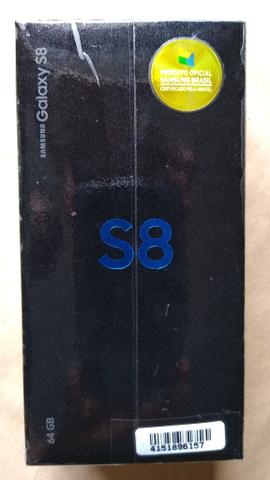 SAMSUNG Galaxy S8
PRODUTO OFICIAL
SAMSUNG BRASIL
CERTIFICADO PELA ANATEL
S8
64 GB
4151896157